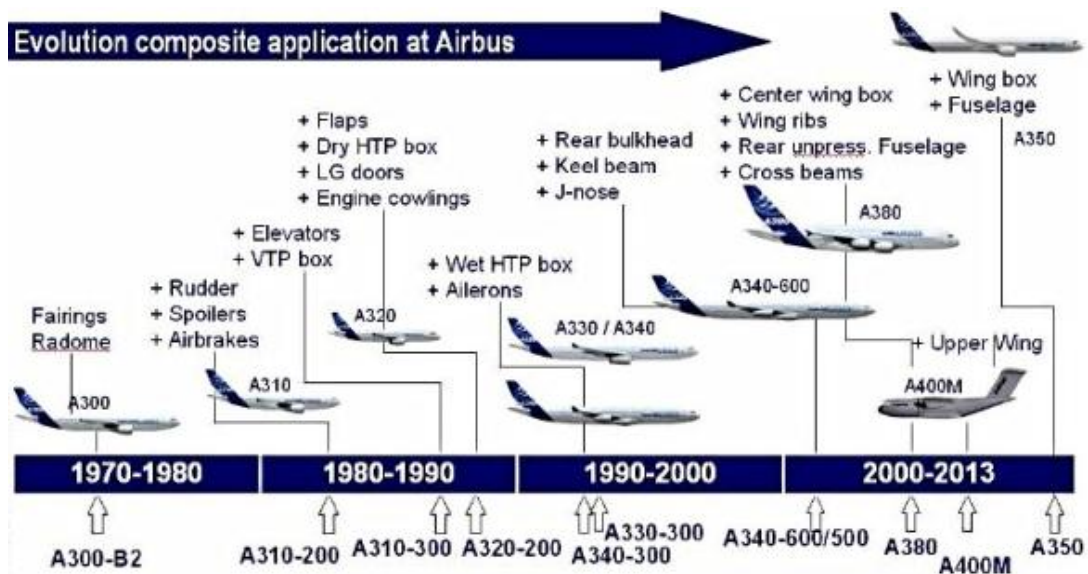 Evolution composite application at Airbus
+ Wing box
+ Fuselage
A350
+ Center wing box
+ Wing ribs
+ Rear unpress. Fuselage
+ Cross beams
A380
+ Flaps
+ Dry HTP box
+ LG doors
+ Engine cowlings
+ Rear bulkhead
+ Keel beam
+ J-nose
+ Elevators
+ VTP box
+ Wet HTP box
+ Ailerons
A340-600
+ Rudder
+ Spoilers
+ Airbrakes
Fairings
Radome
A320
A330 / A340
+ Upper Wing
A300
A310
A400M
1970-1980
1980-1990
1990-2000
2000-2013
A300-B2
A310-200
A310-300
A320-200
A330-300
A340-300
A340-600/500
A380
A400M
A350